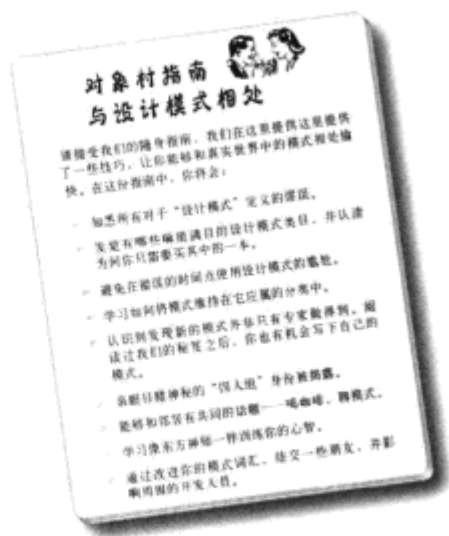 对象村指南
与设计模式相处
请接受我们的随身指南,我们在这里提供这里提供
了一些技巧,让你能够和真实世界中的模式相处愉
快。在这份指南中,你将会:
知悉所有对于“设计模式”定义的谬误。
发觉有哪些琳琅满目的设计模式类目,并认清
为何你只需要买其中的一本。
避免在错误的时间点使用设计模式的尴尬。
学习如何将模式维持在它应属的分类中。
认识到发现新的模式并非只有专家做得到。阅
读过我们的秘笈之后,你也有机会写下自己的
模式。
亲眼目睹神秘的“四人组”身份被揭露。
能够和邻居有共同的话题——喝咖啡、聊模式。
学习像东方禅师一样训练你的心智。
通过改进你的模式词汇,结交一些朋友,并影
响周围的开发人员。